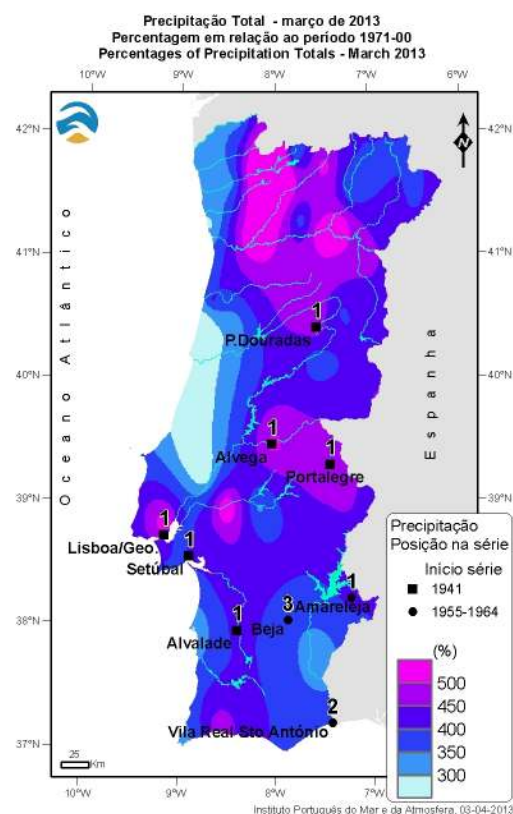 Precipitação Total - março de 2013
Percentagem em relação ao período 1971-00
Percentages of Precipitation Totals - March 2013
10°W 9°W 8°W 7°W 6°W
42°N 42°N
N
41°N 41°N
Oceano Atlântico
1
P.Douradas
40°N 40°N
Espanha
1
Alvega
1
Portalegre
39°N 39°N
1
Lisboa/Geo.
1
Setúbal
Precipitação
Posição na série
Início série
1941
1955-1964
1
Amareleja
3
Beja
1
Alvalade
38°N
(%)
500
450
400
350
300
2
Vila Real Sto António
37°N
25
Km
10°W 9°W 8°W 7°W
Instituto Português do Mar e da Atmosfera, 03-04-2013